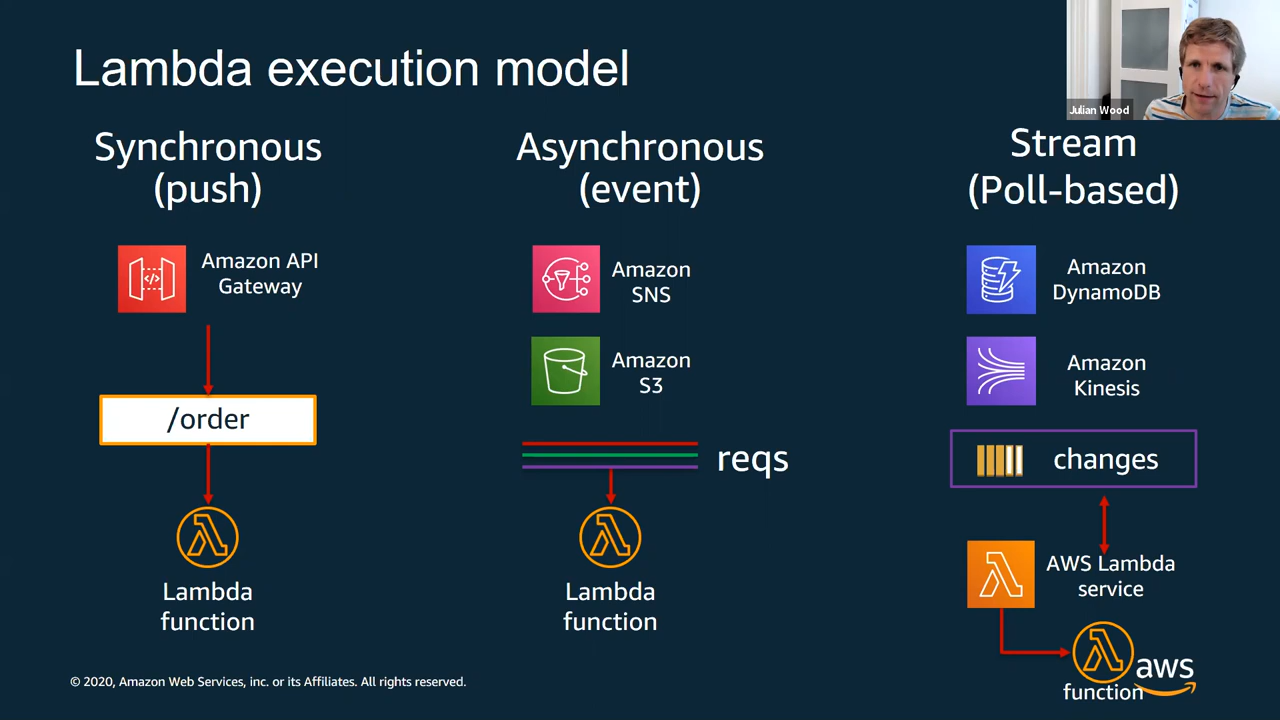 Lambda execution model
Julian Wood
Synchronous
(push)
Amazon API
Gateway
/order
Lambda
function
Asynchronous
(event)
Amazon
SNS
Amazon
S3
reqs
Lambda
function
Stream
(Poll-based)
Amazon
DynamoDB
Amazon
Kinesis
changes
AWS Lambda
service
function
aws
© 2020, Amazon Web Services, inc. or its Affiliates. All rights reserved.